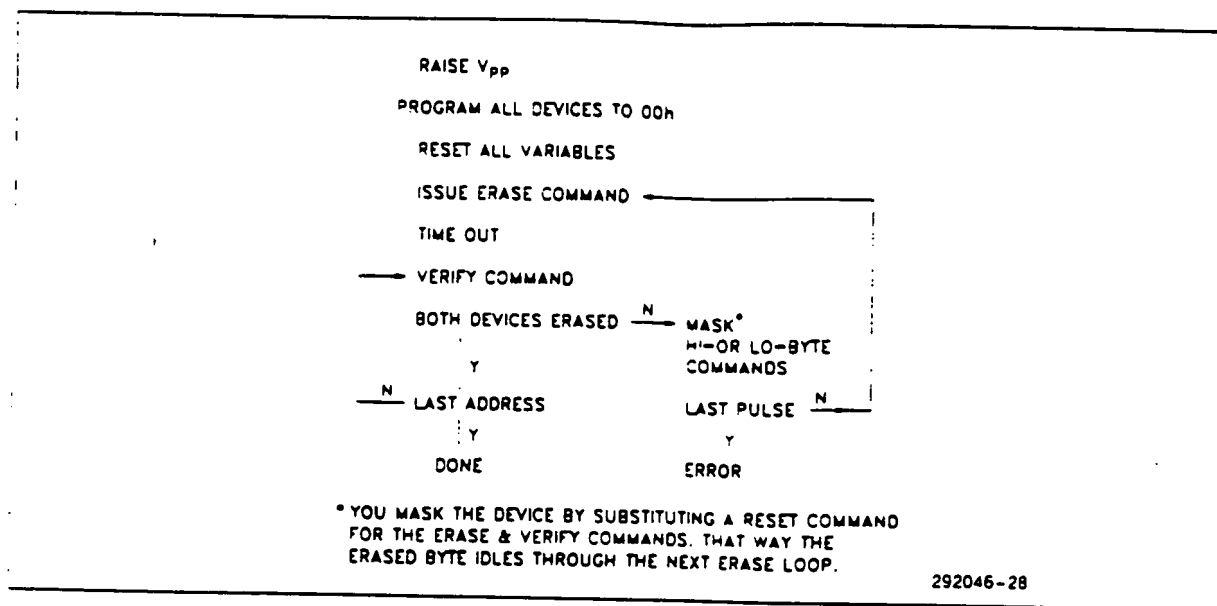 RAISE Vpp
PROGRAM ALL DEVICES TO 00h
RESET ALL VARIABLES
ISSUE ERASE COMMAND
TIME OUT
VERIFY COMMAND
BOTH DEVICES ERASED N MASK*
HI-OR LO-BYTE
COMMANDS
Y
N LAST ADDRESS LAST PULSE N
Y Y
DONE ERROR
* YOU MASK THE DEVICE BY SUBSTITUTING A RESET COMMAND
FOR THE ERASE & VERIFY COMMANDS. THAT WAY THE
ERASED BYTE IDLES THROUGH THE NEXT ERASE LOOP.
292046-28